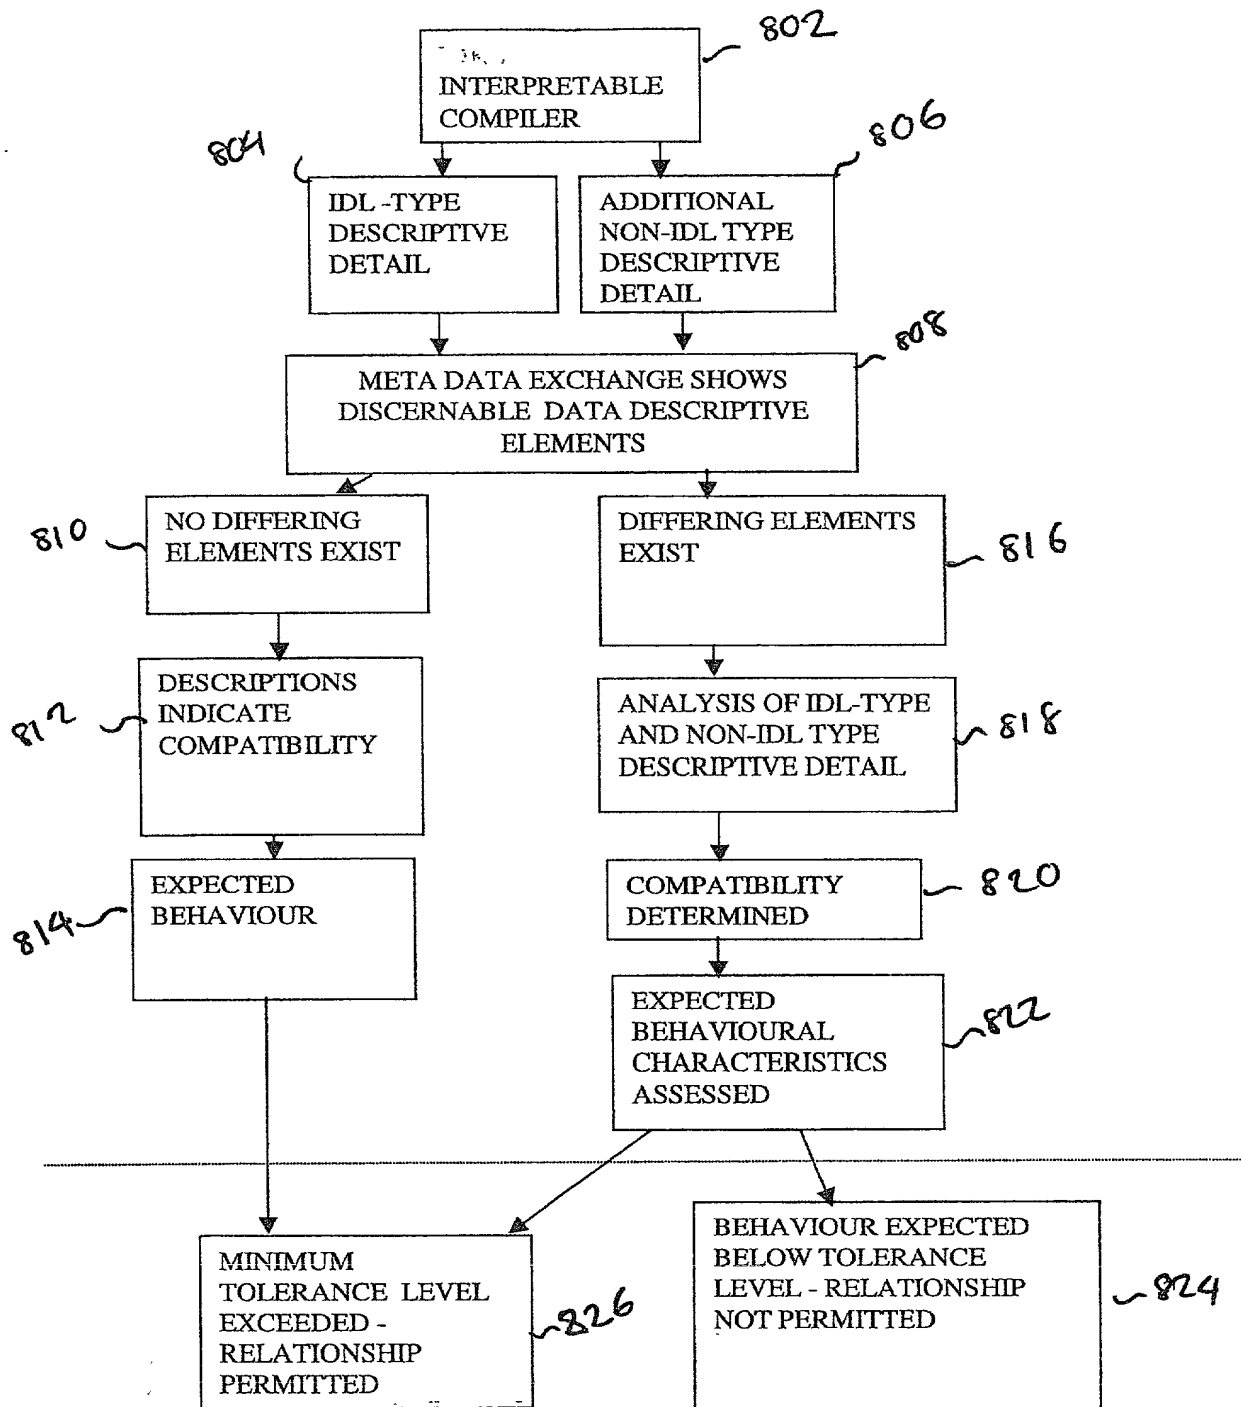 802
INTERPRETABLE
COMPILER
804
806
IDL -TYPE
DESCRIPTIVE
DETAIL
ADDITIONAL
NON-IDL TYPE
DESCRIPTIVE
DETAIL
808
META DATA EXCHANGE SHOWS
DISCERNABLE DATA DESCRIPTIVE
ELEMENTS
810
NO DIFFERING
ELEMENTS EXIST
DIFFERING ELEMENTS
EXIST
816
812
DESCRIPTIONS
INDICATE
COMPATIBILITY
ANALYSIS OF IDL-TYPE
AND NON-IDL TYPE
DESCRIPTIVE DETAIL
818
814
EXPECTED
BEHAVIOUR
COMPATIBILITY
DETERMINED
820
EXPECTED
BEHAVIOURAL
CHARACTERISTICS
ASSESSED
822
MINIMUM
TOLERANCE LEVEL
EXCEEDED -
RELATIONSHIP
PERMITTED
826
BEHAVIOUR EXPECTED
BELOW TOLERANCE
LEVEL - RELATIONSHIP
NOT PERMITTED
824